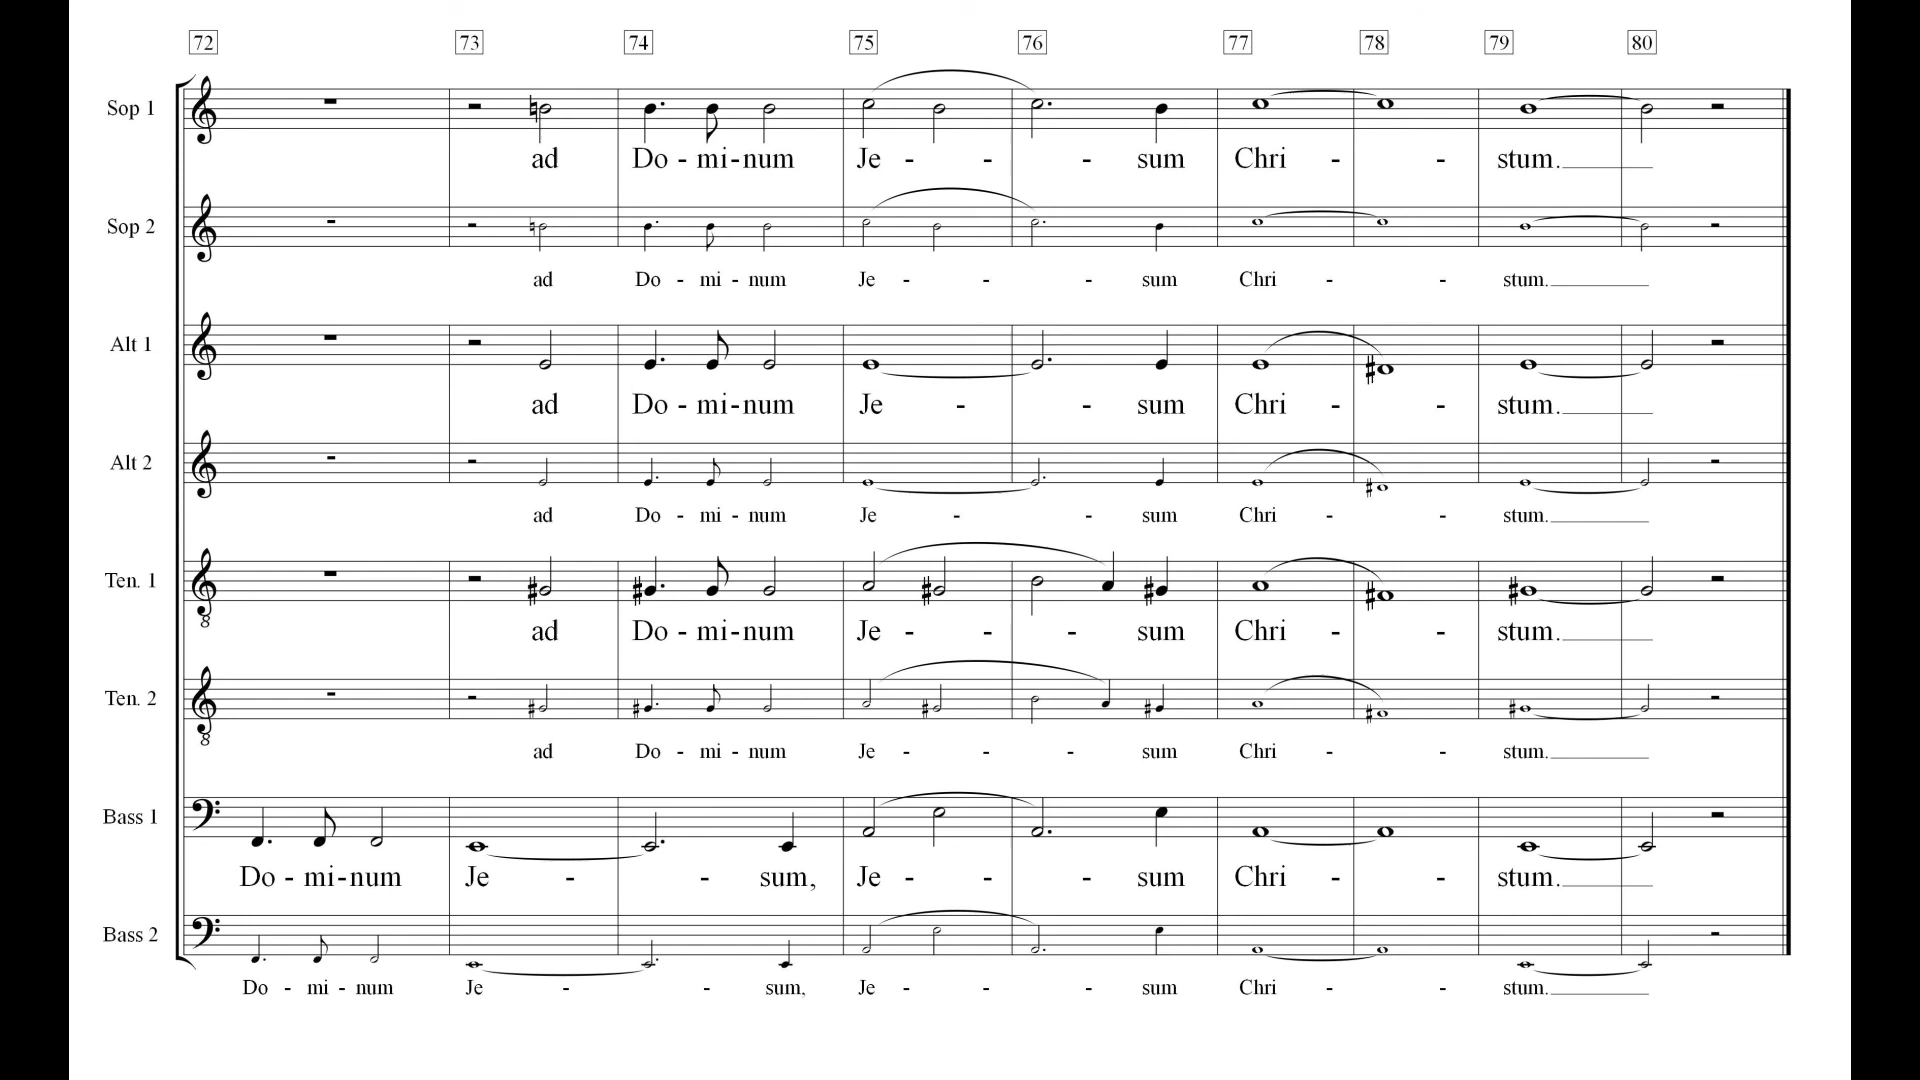 72 73 74 75 76 77 78 79 80
Sop 1
ad Do - mi - num Je - - - sum Chri - - stum.
Sop 2
ad Do - mi - num Je - - - sum Chri - - stum.
Alt 1
ad Do - mi - num Je - - sum Chri - - stum.
Alt 2
ad Do - mi - num Je - - sum Chri - - stum.
Ten. 1
8
ad Do - mi - num Je - - - sum Chri - - stum.
Ten. 2
8
ad Do - mi - num Je - - - sum Chri - - stum.
Bass 1
Do - mi - num Je - - sum, Je - - - sum Chri - - stum.
Bass 2
Do - mi - num Je - - sum, Je - - - sum Chri - - stum.